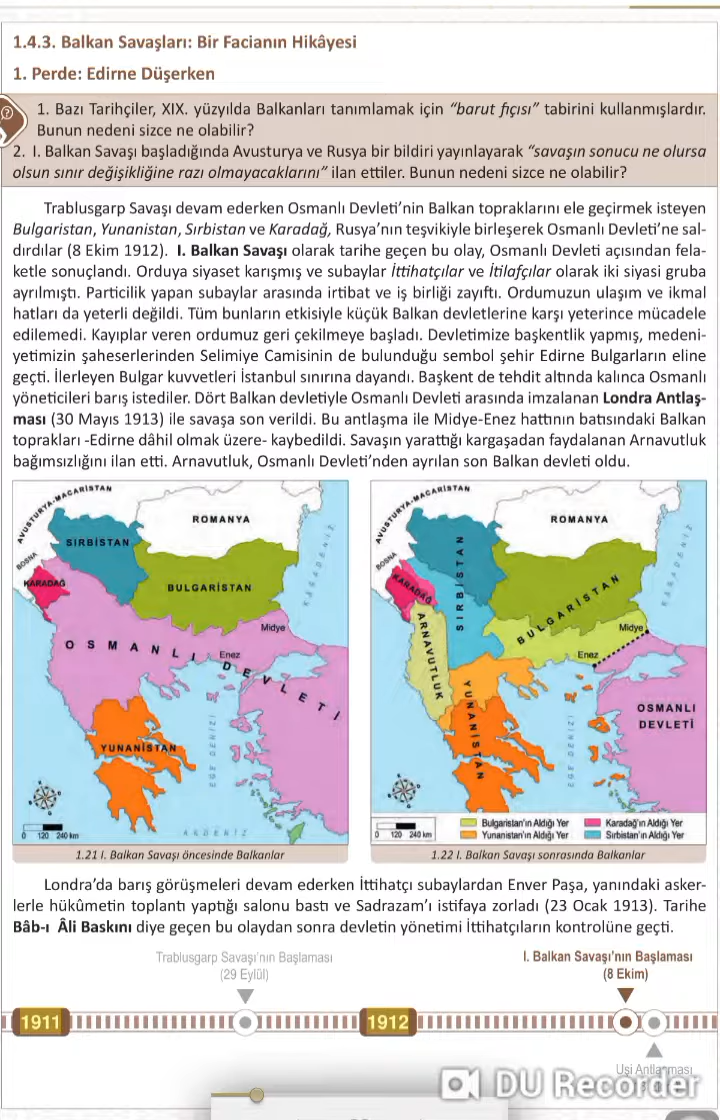 1.4.3. Balkan Savaşları: Bir Facianın Hikâyesi
1. Perde: Edirne Düşerken
1. Bazı Tarihçiler, XIX. yüzyılda Balkanları tanımlamak için “barut fıçısı” tabirini kullanmışlardır.
Bunun nedeni sizce ne olabilir?
2. I. Balkan Savaşı başladığında Avusturya ve Rusya bir bildiri yayınlayarak “savaşın sonucu ne olursa
olsun sınır değişikliğine razı olmayacaklarını” ilan ettiler. Bunun nedeni sizce ne olabilir?
Trablusgarp Savaşı devam ederken Osmanlı Devleti’nin Balkan topraklarını ele geçirmek isteyen
Bulgaristan, Yunanistan, Sırbistan ve Karadağ, Rusya’nın teşvikiyle birleşerek Osmanlı Devleti’ne sal-
dırdılar (8 Ekim 1912). I. Balkan Savaşı olarak tarihe geçen bu olay, Osmanlı Devleti açısından fela-
ketle sonuçlandı. Orduya siyaset karışmış ve subaylar İttihatçılar ve İtilafçılar olarak iki siyasi gruba
ayrılmıştı. Particilik yapan subaylar arasında irtibat ve iş birliği zayıftı. Ordumuzun ulaşım ve ikmal
hatları da yeterli değildi. Tüm bunların etkisiyle küçük Balkan devletlerine karşı yeterince mücadele
edilemedi. Kayıplar veren ordumuz geri çekilmeye başladı. Devletimize başkentlik yapmış, medeni-
yetimizin şaheserlerinden Selimiye Camisinin de bulunduğu sembol şehir Edirne Bulgarların eline
geçti. İlerleyen Bulgar kuvvetleri İstanbul sınırına dayandı. Başkent de tehdit altında kalınca Osmanlı
yöneticileri barış istediler. Dört Balkan devletiyle Osmanlı Devleti arasında imzalanan Londra Antlaş-
ması (30 Mayıs 1913) ile savaşa son verildi. Bu antlaşma ile Midye-Enez hattının batısındaki Balkan
toprakları -Edirne dâhil olmak üzere- kaybedildi. Savaşın yarattığı kargaşadan faydalanan Arnavutluk
bağımsızlığını ilan etti. Arnavutluk, Osmanlı Devleti’nden ayrılan son Balkan devleti oldu.
AVUSTURYA-MACARİSTAN
ROMANYA
SIRBİSTAN
BOSNA
KARADAĞ
BULGARİSTAN
KARADENİZ
Midye
OSMANLI DEVLETİ
Enez
YUNANİSTAN
EGE DENİZİ
AKDENİZ
0 120 240 km
1.21 I. Balkan Savaşı öncesinde Balkanlar
AVUSTURYA-MACARİSTAN
ROMANYA
BOSNA
KARADAĞ
SIRBİSTAN
BULGARİSTAN
KARADENİZ
Midye
ARNAVUTLUK
Enez
YUNANİSTAN
OSMANLI
DEVLETİ
EGE DENİZİ
0 120 240 km
Bulgaristan’ın Aldığı Yer
Karadağ’ın Aldığı Yer
Yunanistan’ın Aldığı Yer
Sırbistan’ın Aldığı Yer
1.22 I. Balkan Savaşı sonrasında Balkanlar
Londra’da barış görüşmeleri devam ederken İttihatçı subaylardan Enver Paşa, yanındaki asker-
lerle hükûmetin toplantı yaptığı salonu bastı ve Sadrazam’ı istifaya zorladı (23 Ocak 1913). Tarihe
Bâb-ı Âli Baskını diye geçen bu olaydan sonra devletin yönetimi İttihatçıların kontrolüne geçti.
Trablusgarp Savaşı’nın Başlaması
(29 Eylül)
I. Balkan Savaşı’nın Başlaması
(8 Ekim)
1911
1912
Uşi Antlaşması
DU Recorder